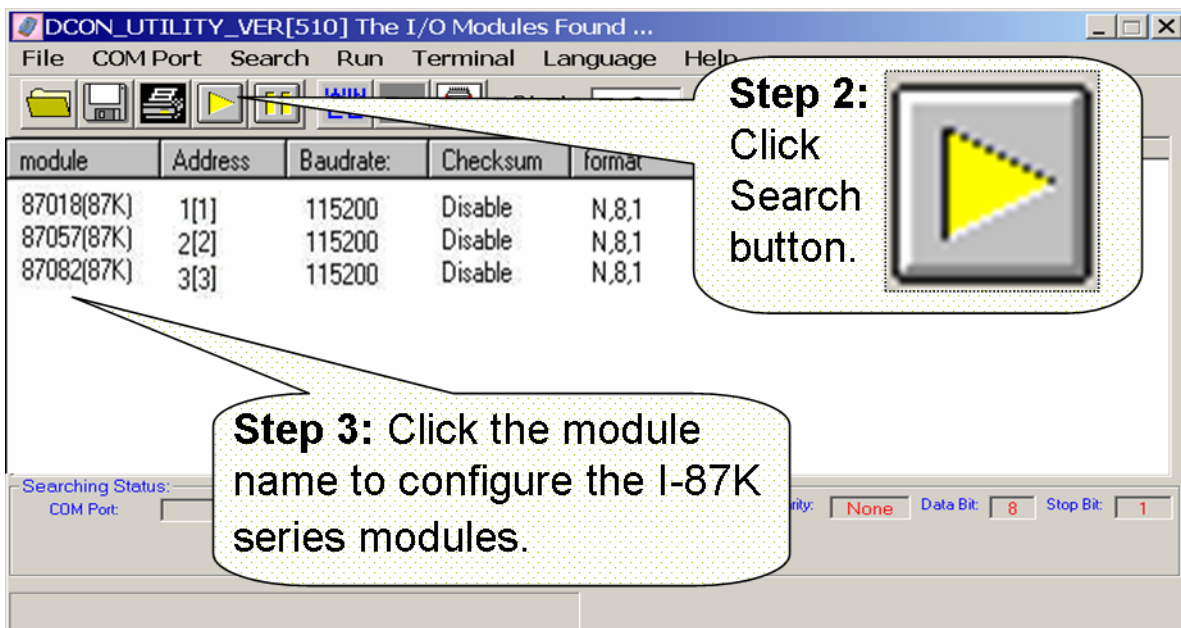 DCON_UTILITY_VER[510] The I/O Modules Found ...
File COM Port Search Run Terminal Language Help
Step 2:
Click
Search
button.
module Address Baudrate: Checksum format
87018(87K) 1[1] 115200 Disable N,8,1
87057(87K) 2[2] 115200 Disable N,8,1
87082(87K) 3[3] 115200 Disable N,8,1
Step 3: Click the module
name to configure the I-87K
series modules.
Searching Status:
COM Port: None Data Bit: 8 Stop Bit: 1